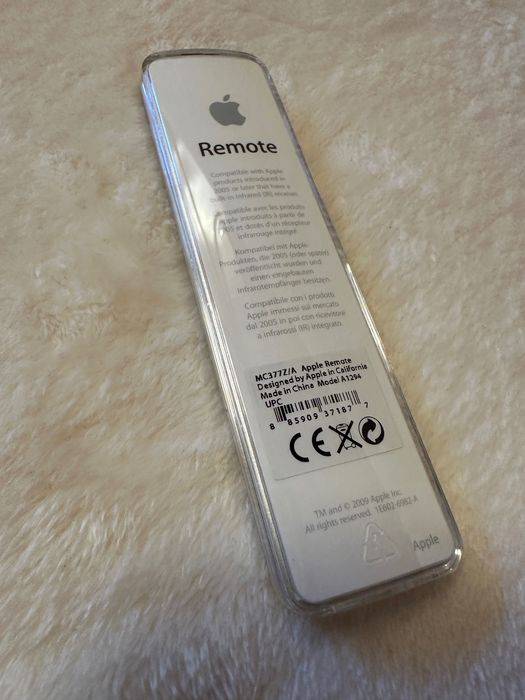 Remote
Compatible with Apple
products introduced in
2005 or later that have a
built-in Infrared (IR) receiver.
Compatible avec les produits
Apple introduits à partir de
2005 et dotés d'un récepteur
infrarouge intégré.
Kompatibel mit Apple-
Produkten, die 2005 (oder später)
veröffentlicht wurden und
einen eingebauten
Infrarotempfänger besitzen.
Compatibile con i prodotti
Apple immessi sul mercato
dal 2005 in poi con ricevitore
a infrarossi (IR) integrato.
MC377Z/A Apple Remote
Designed by Apple in California
Made in China Model A1294
UPC
8 85909 37187 7
CE
TM and © 2009 Apple Inc.
All rights reserved. 1E602-6982-A
Apple